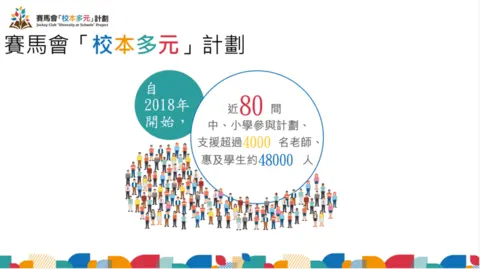 賽馬會「校本多元」計劃
Jockey Club "Diversity at Schools" Project
賽馬會「校本多元」計劃
自
2018年
開始，
近80 間
中、小學參與計劃、
支援超過4000 名老師、
惠及學生約48000 人